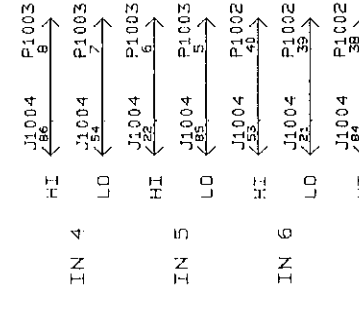 HI J1004 86 P1003 8
IN 4
LO J1004 54 P1003 7
HI J1004 22 P1003 6
IN 5
LO J1004 85 P1003 5
HI J1004 53 P1002 40
IN 6
LO J1004 21 P1002 39
J1004 84 P1002 38